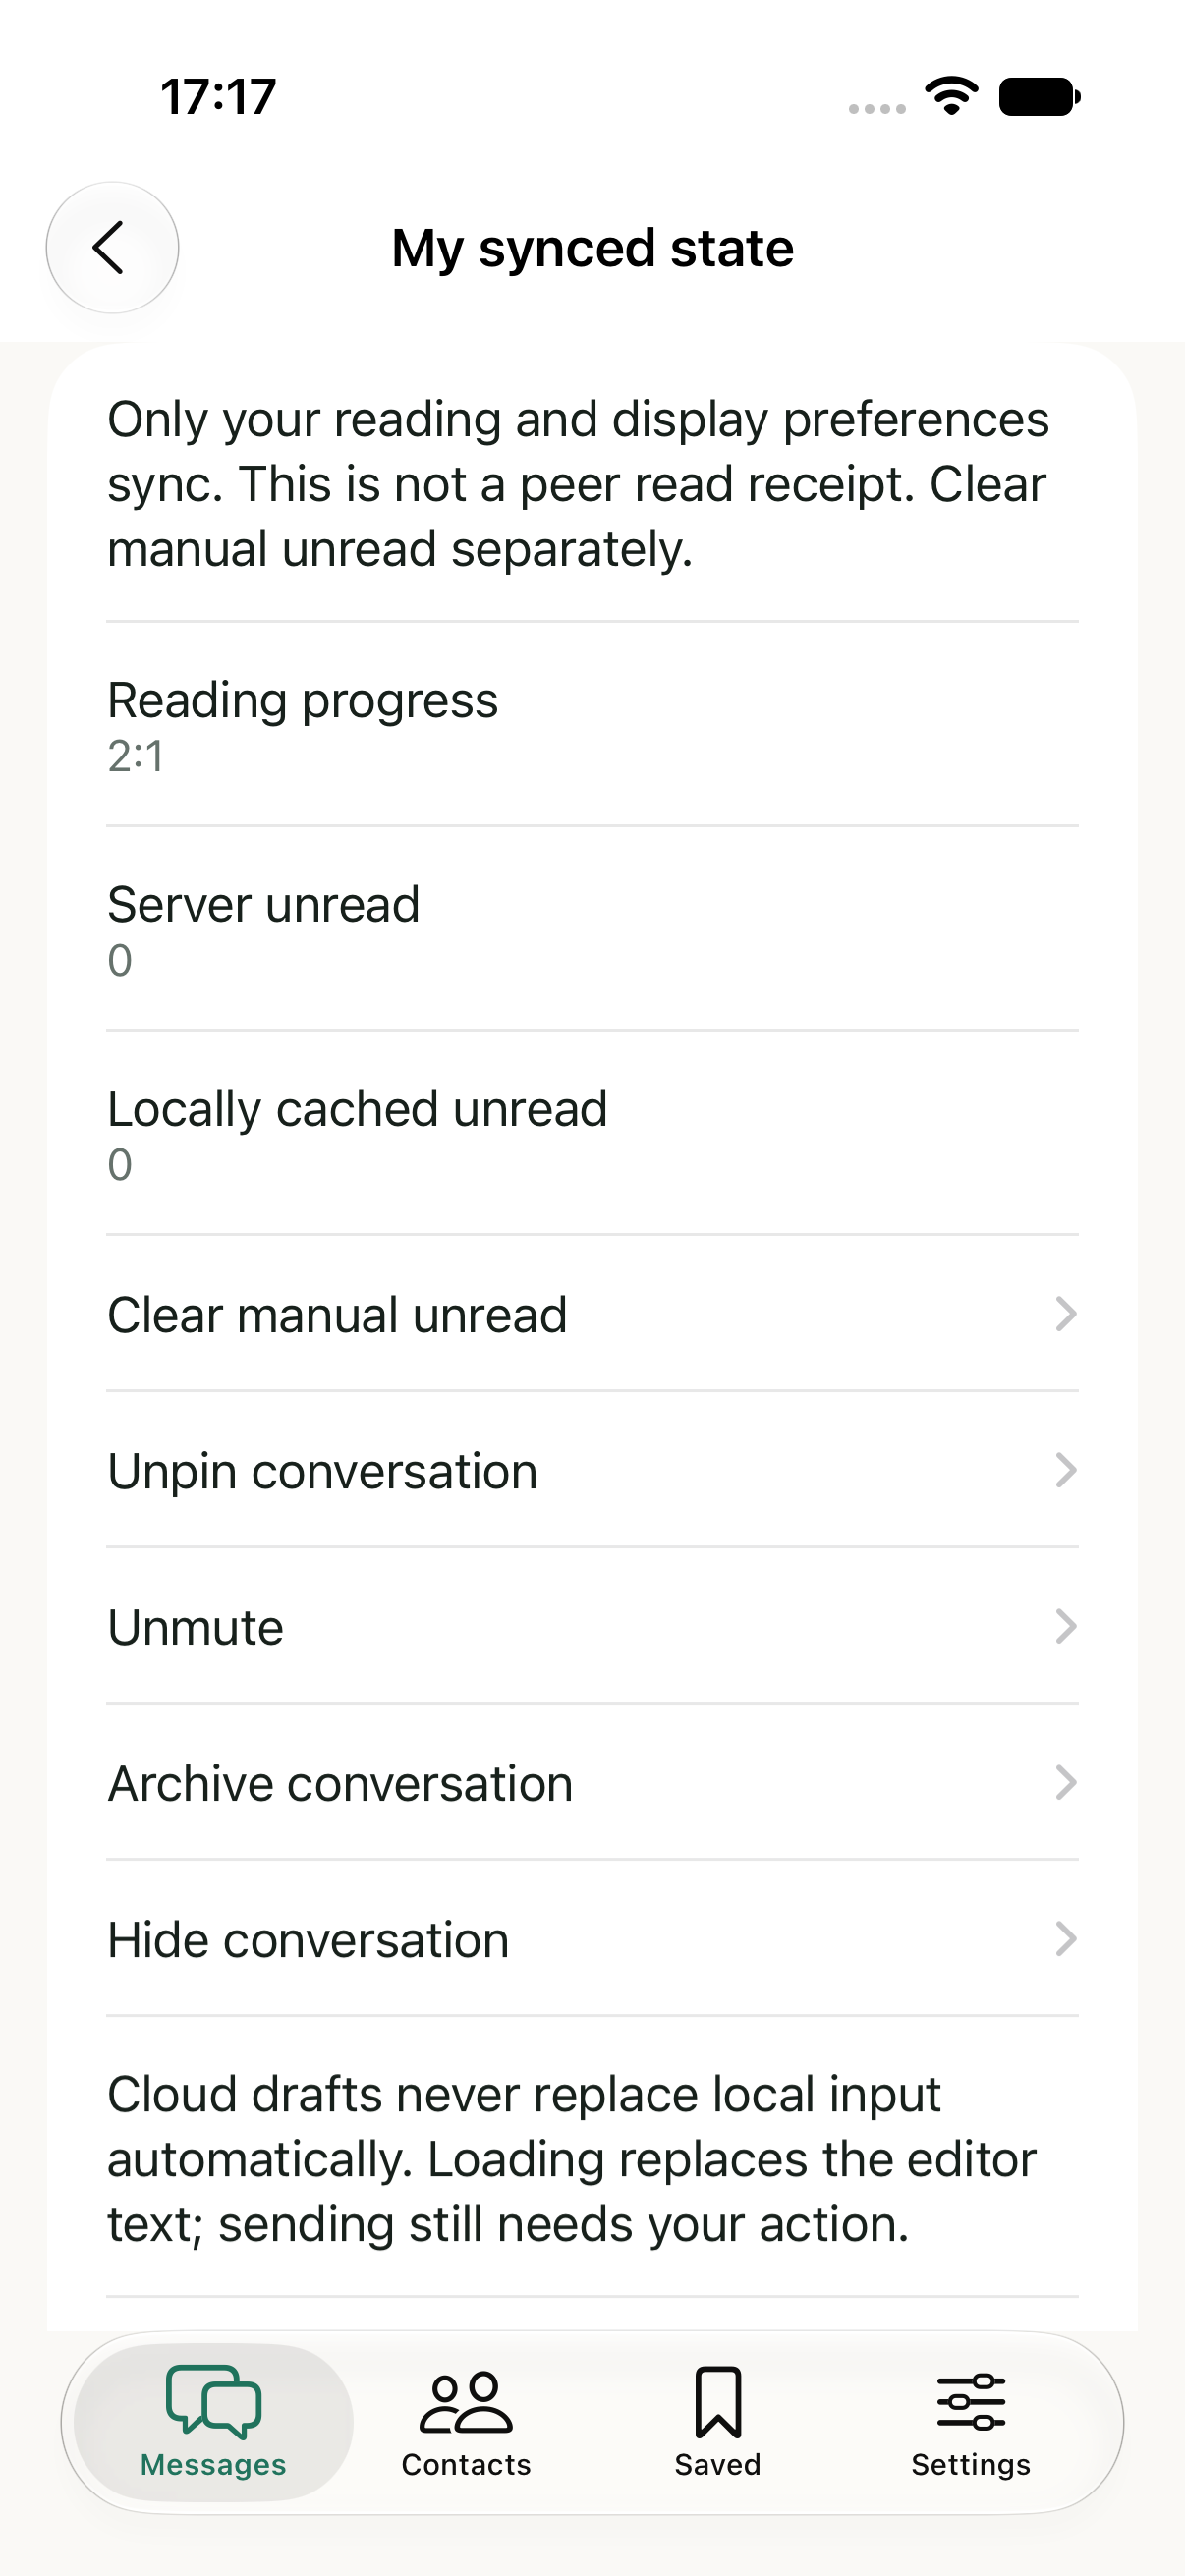 17:17
My synced state
Only your reading and display preferences
sync. This is not a peer read receipt. Clear
manual unread separately.
Reading progress
2:1
Server unread
0
Locally cached unread
0
Clear manual unread
Unpin conversation
Unmute
Archive conversation
Hide conversation
Cloud drafts never replace local input
automatically. Loading replaces the editor
text; sending still needs your action.
Messages
Contacts
Saved
Settings